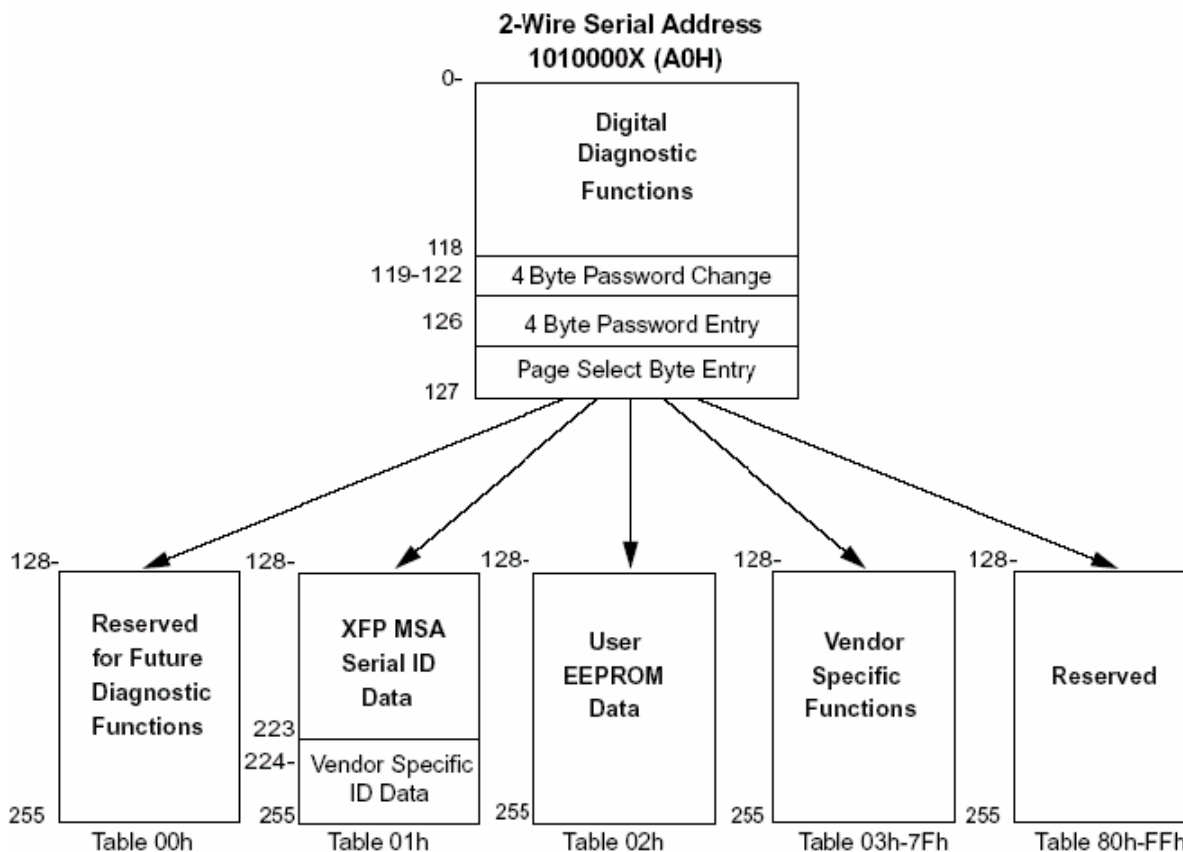 2-Wire Serial Address
1010000X (A0H)
0-
Digital
Diagnostic
Functions
118
119-122
4 Byte Password Change
126
4 Byte Password Entry
Page Select Byte Entry
127
128-
Reserved
for Future
Diagnostic
Functions
255
Table 00h
128-
XFP MSA
Serial ID
Data
223
224-
Vendor Specific
ID Data
255
Table 01h
128-
User
EEPROM
Data
255
Table 02h
128-
Vendor
Specific
Functions
255
Table 03h-7Fh
128-
Reserved
255
Table 80h-FFh